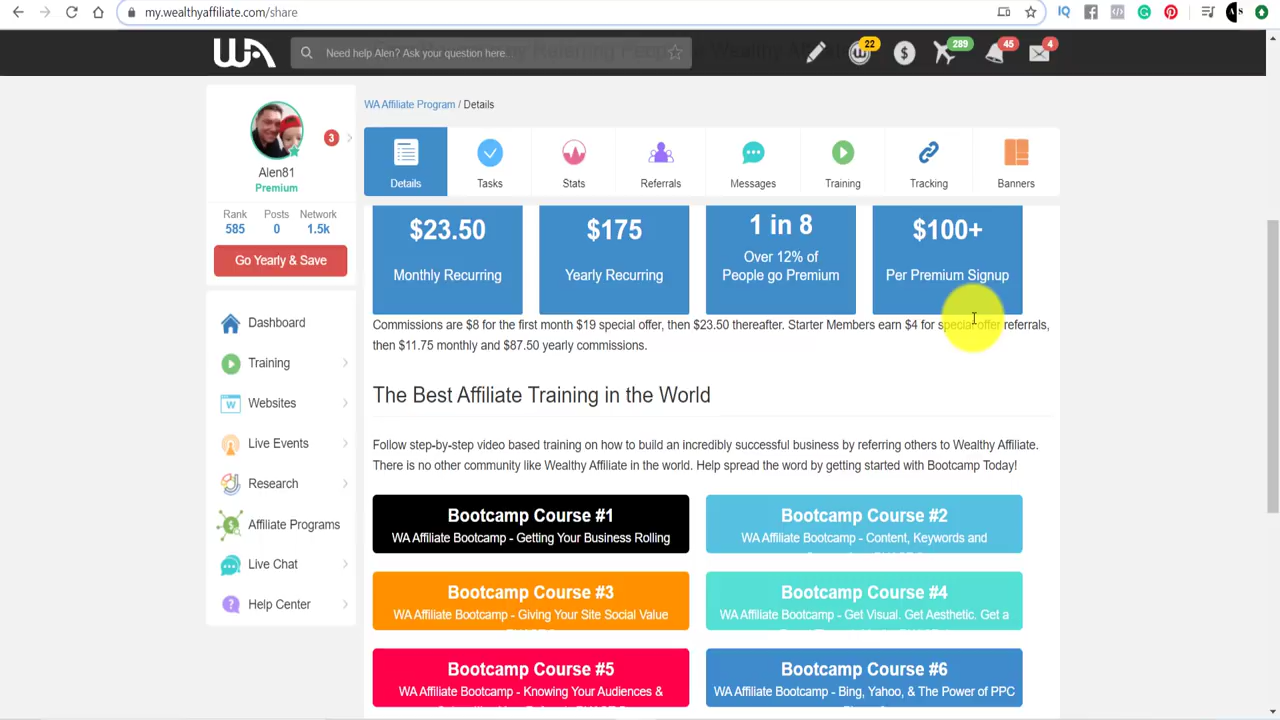 my.wealthyaffiliate.com/share
WA
Need help Alen? Ask your question here...
22
289
45
4
3
Alen81
Premium
Rank Posts Network
585 0 1.5k
Go Yearly & Save
Dashboard
Training
Websites
Live Events
Research
Affiliate Programs
Live Chat
Help Center
WA Affiliate Program / Details
Details Tasks Stats Referrals Messages Training Tracking Banners
$23.50
Monthly Recurring
$175
Yearly Recurring
1 in 8
Over 12% of
People go Premium
$100+
Per Premium Signup
Commissions are $8 for the first month $19 special offer, then $23.50 thereafter. Starter Members earn $4 for special offer referrals,
then $11.75 monthly and $87.50 yearly commissions.
The Best Affiliate Training in the World
Follow step-by-step video based training on how to build an incredibly successful business by referring others to Wealthy Affiliate.
There is no other community like Wealthy Affiliate in the world. Help spread the word by getting started with Bootcamp Today!
Bootcamp Course #1
WA Affiliate Bootcamp - Getting Your Business Rolling
Bootcamp Course #2
WA Affiliate Bootcamp - Content, Keywords and
Bootcamp Course #3
WA Affiliate Bootcamp - Giving Your Site Social Value
Bootcamp Course #4
WA Affiliate Bootcamp - Get Visual. Get Aesthetic. Get a
Bootcamp Course #5
WA Affiliate Bootcamp - Knowing Your Audiences &
Bootcamp Course #6
WA Affiliate Bootcamp - Bing, Yahoo, & The Power of PPC